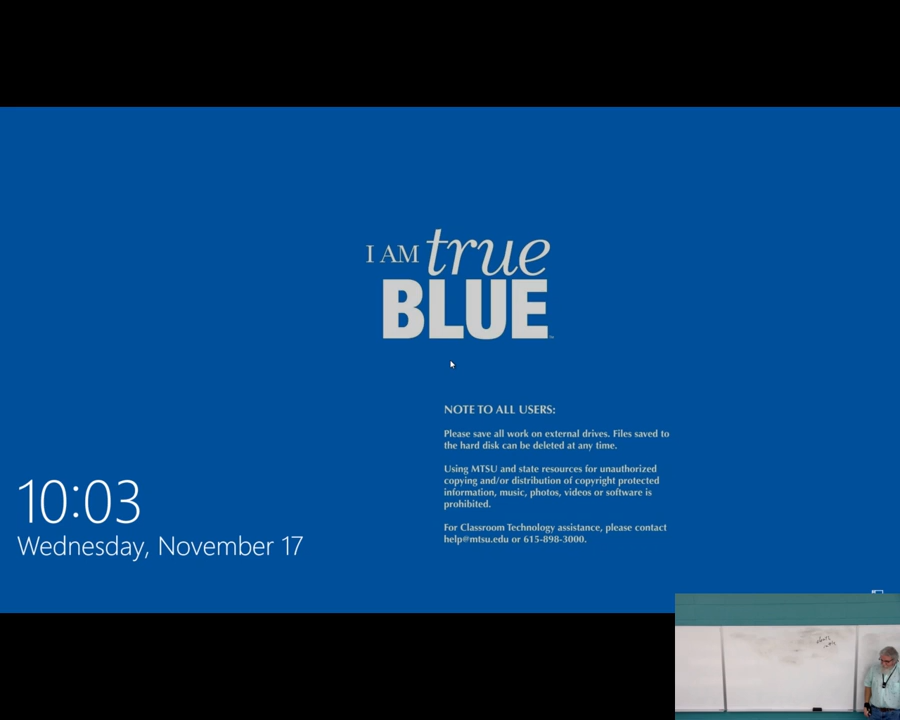 I AM true
BLUE
NOTE TO ALL USERS:
Please save all work on external drives. Files saved to
the hard disk can be deleted at any time.
Using MTSU and state resources for unauthorized
copying and/or distribution of copyright protected
information, music, photos, videos or software is
prohibited.
For Classroom Technology assistance, please contact
help@mtsu.edu or 615-898-3000.
10:03
Wednesday, November 17